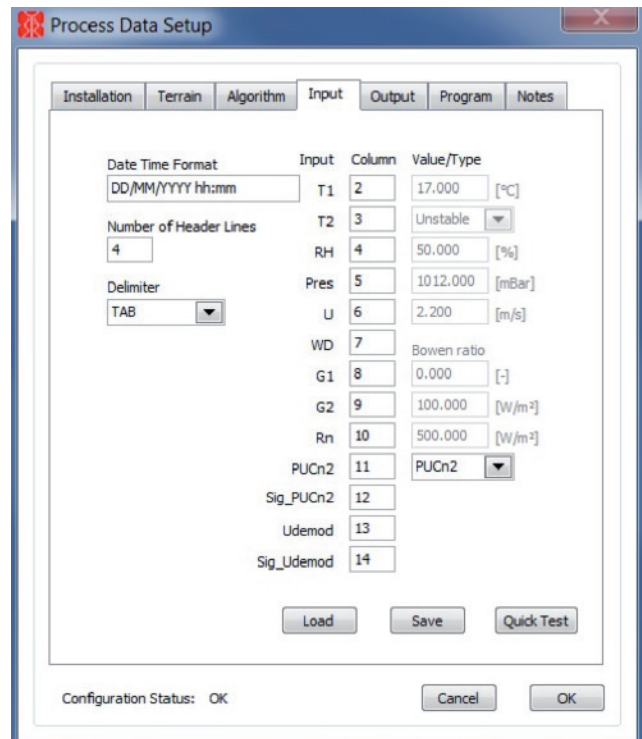 Process Data Setup
Installation Terrain Algorithm Input Output Program Notes
Date Time Format
DD/MM/YYYY hh:mm
Number of Header Lines
4
Delimiter
TAB
Input Column Value/Type
T1 2 17.000 [°C]
T2 3 Unstable
RH 4 50.000 [%]
Pres 5 1012.000 [mBar]
U 6 2.200 [m/s]
WD 7 Bowen ratio
G1 8 0.000 [-]
G2 9 100.000 [W/m²]
Rn 10 500.000 [W/m²]
PUCn2 11 PUCn2
Sig_PUCn2 12
Udemod 13
Sig_Udemod 14
Load Save Quick Test
Configuration Status: OK Cancel OK